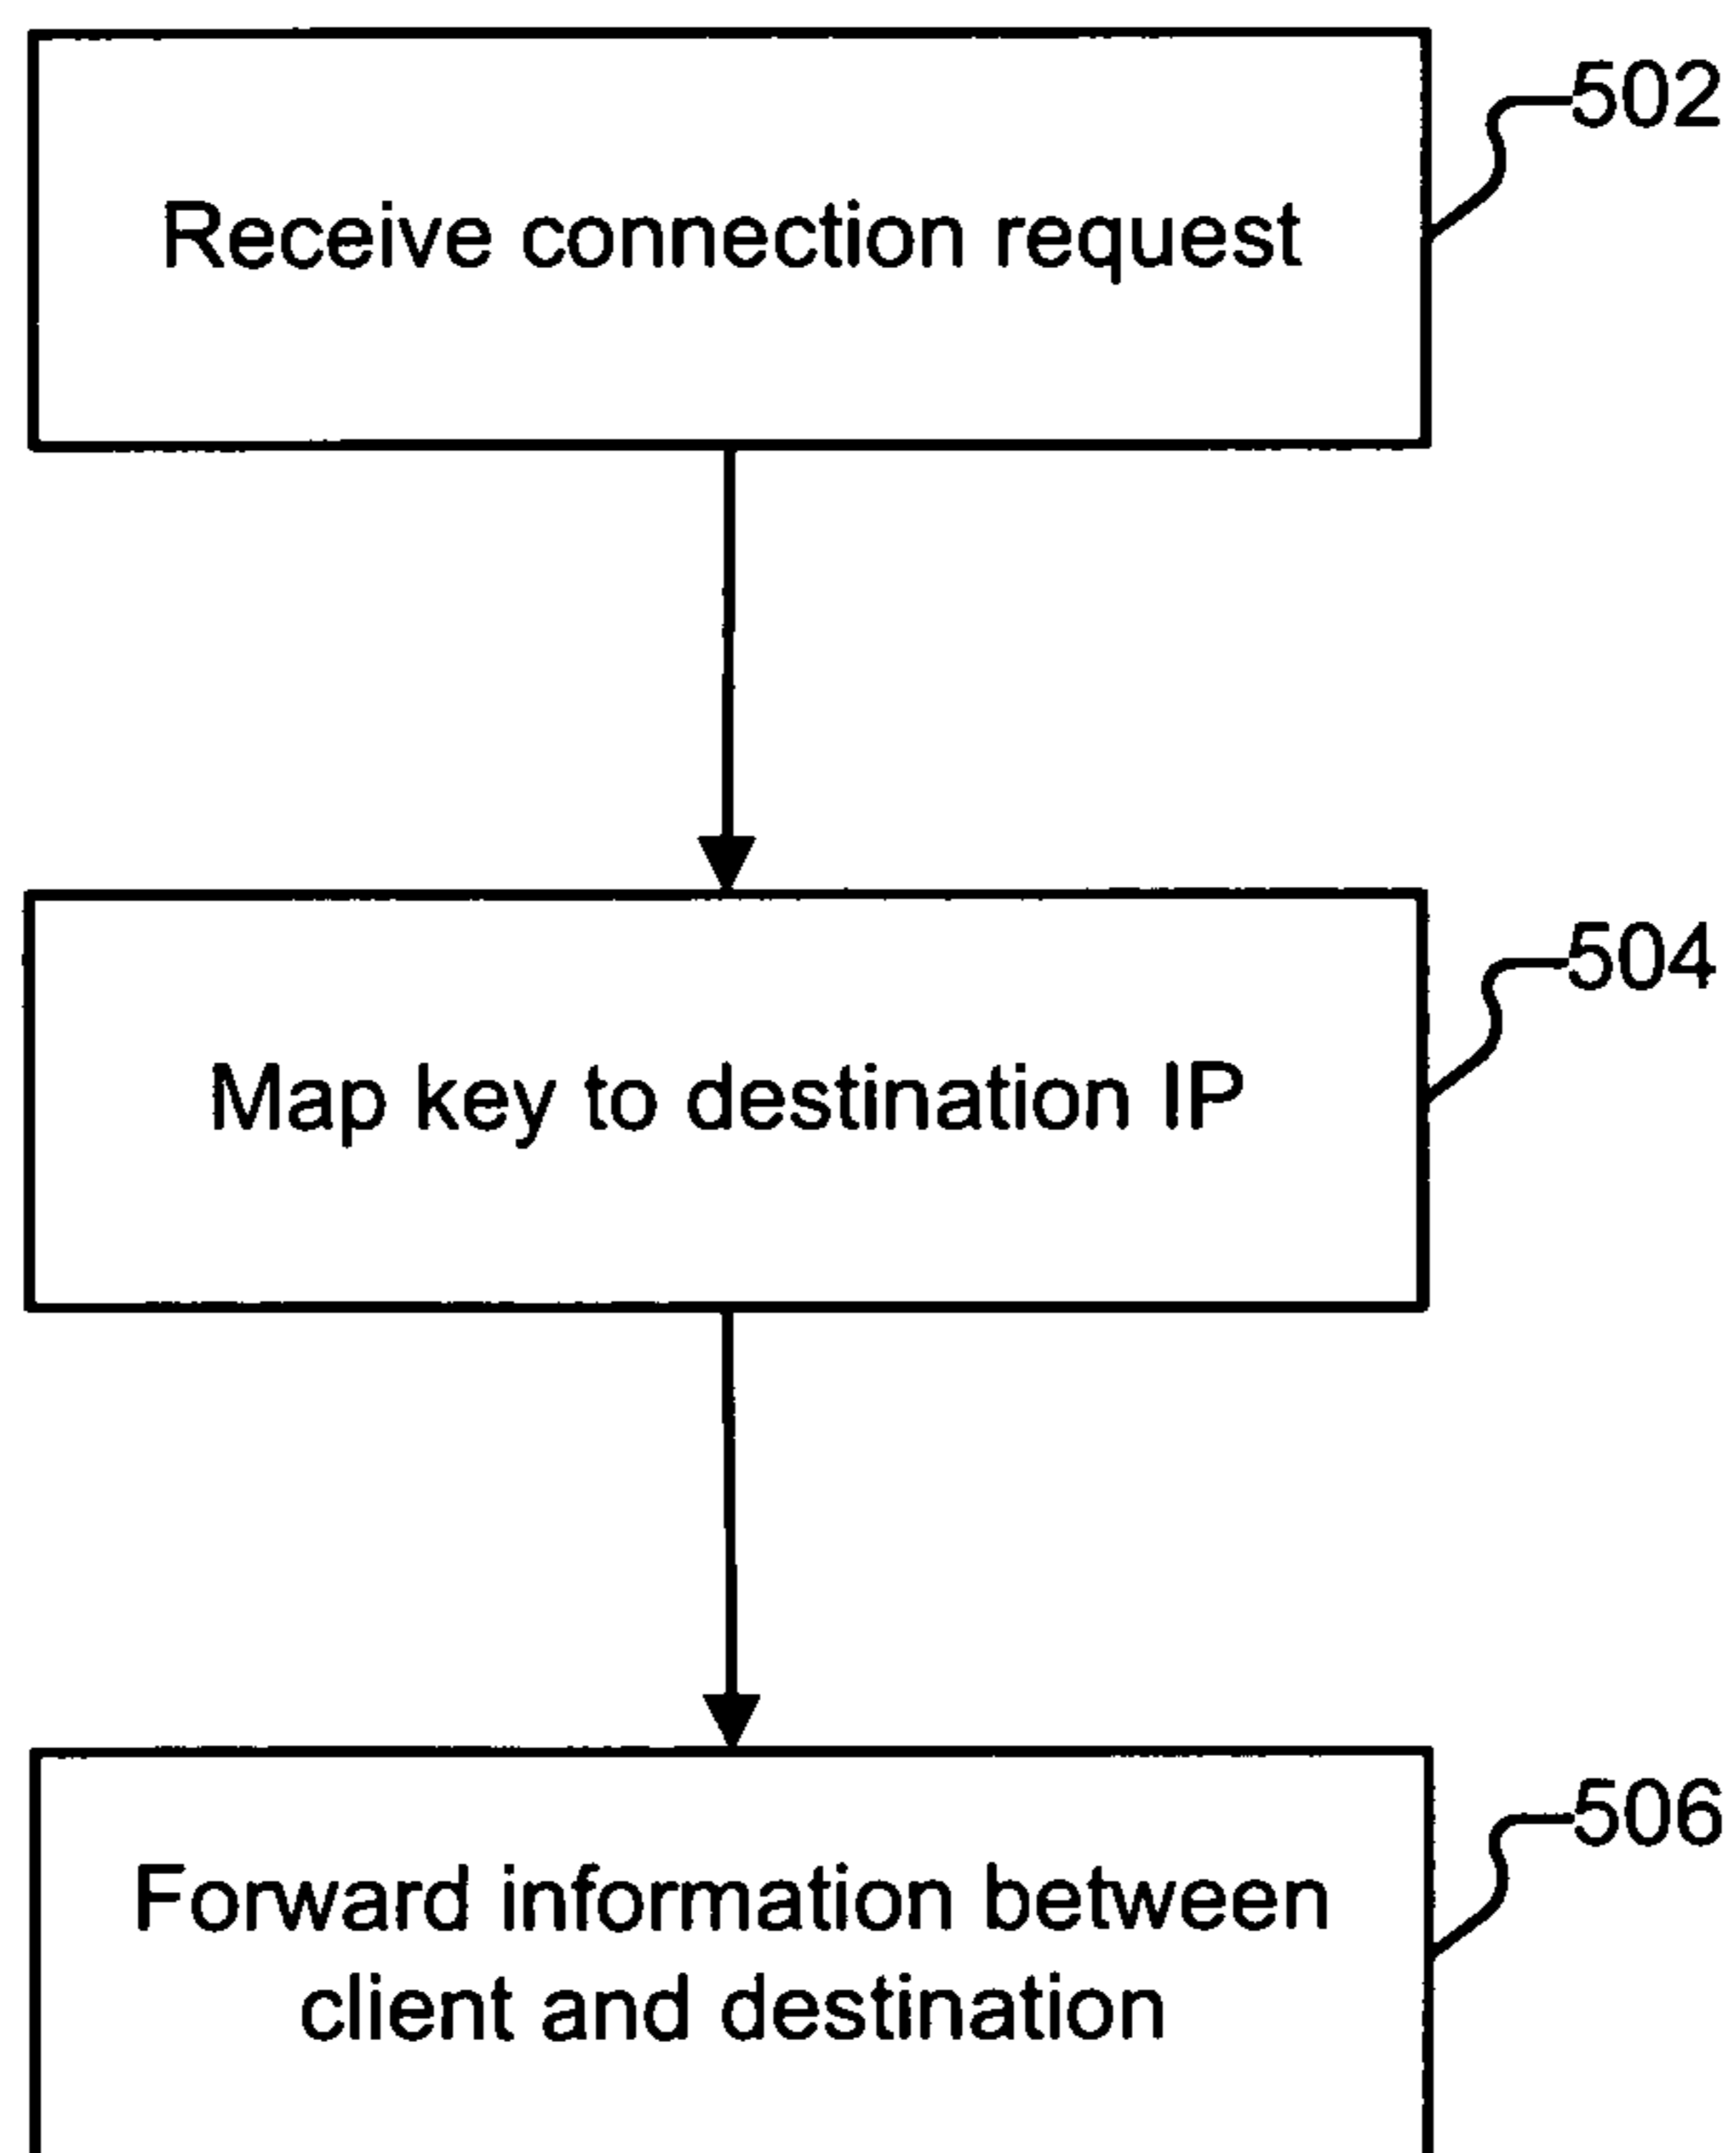 502
Receive connection request
504
Map key to destination IP
506
Forward information between
client and destination